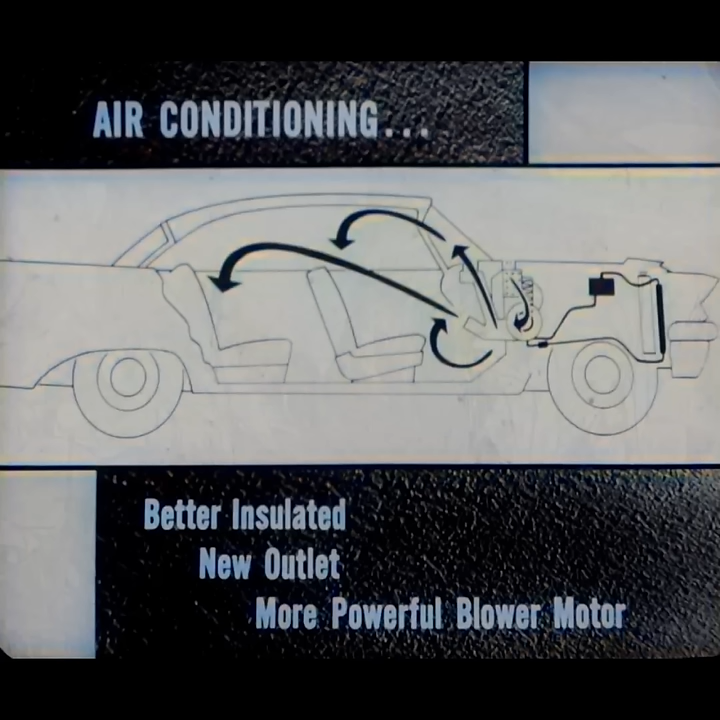 AIR CONDITIONING...
Better Insulated
New Outlet
More Powerful Blower Motor